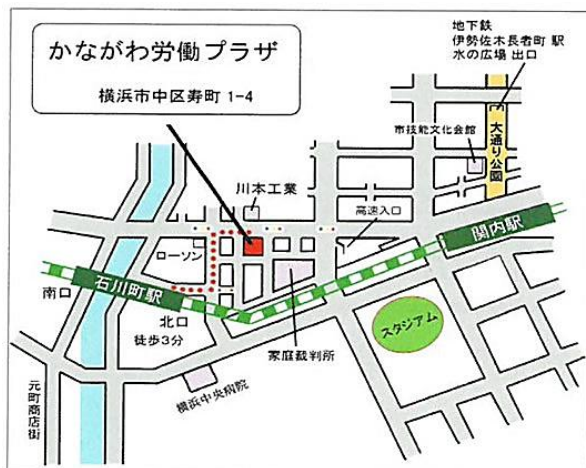 かながわ労働プラザ
横浜市中区寿町 1-4
地下鉄
伊勢佐木長者町 駅
水の広場 出口
市技能文化会館
大通り公園
川本工業
高速入口
関内駅
ローソン
石川町駅
南口
北口
徒歩3分
スタジアム
家庭裁判所
横浜中央病院
元町商店街